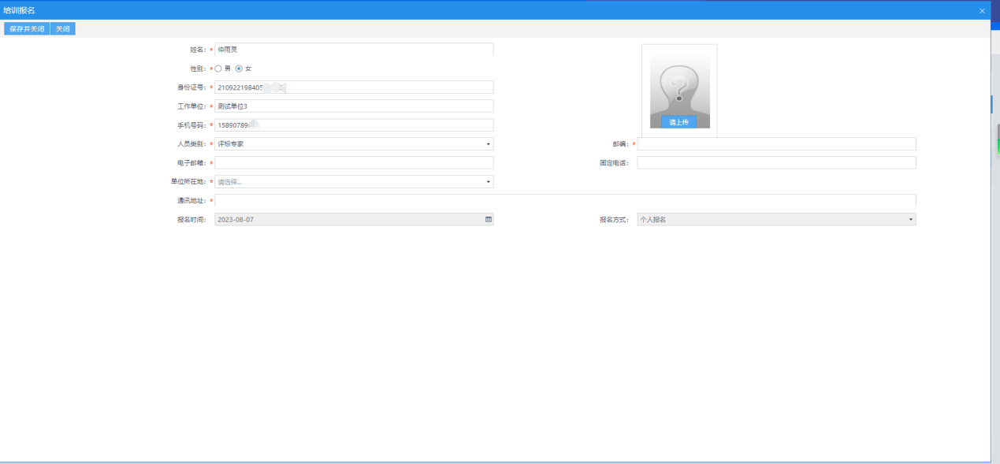 培训报名
保存并关闭 关闭
姓名: * 仲雨灵
性别: * 男 女
身份证号: * 21092219840
工作单位: * 测试单位3
手机号码: * 15890789
请上传
人员类别: * 评标专家
邮编: *
电子邮箱: *
固定电话:
单位所在地: * 请选择...
通讯地址: *
报名时间: 2023-08-07
报名方式: 个人报名